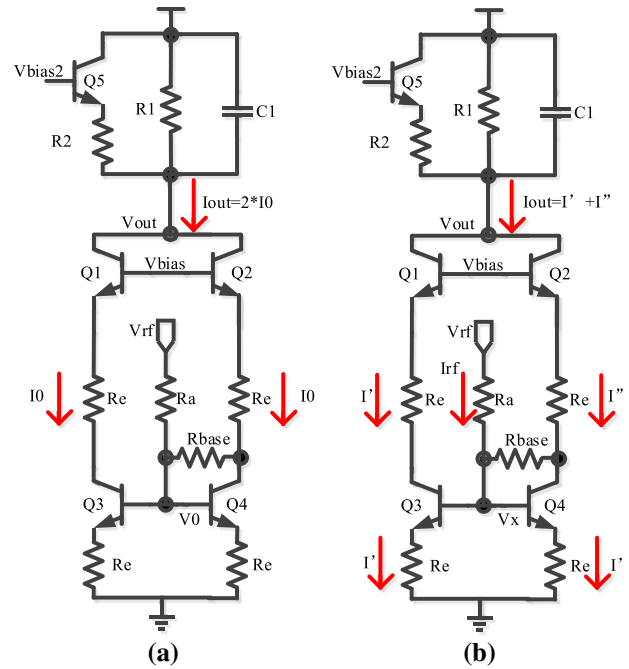 Vbias2
Q5
R2
R1
C1
Iout=2*I0
Vout
Q1
Vbias
Q2
Vrf
I0
Re
Ra
Re
I0
Rbase
Q3
V0
Q4
Re
Re
(a)
Vbias2
Q5
R2
R1
C1
Iout=I’ +I”
Vout
Q1
Vbias
Q2
Vrf
Irf
I’
Re
Ra
Re
I”
Rbase
Q3
Vx
Q4
I’
Re
Re
I’
(b)